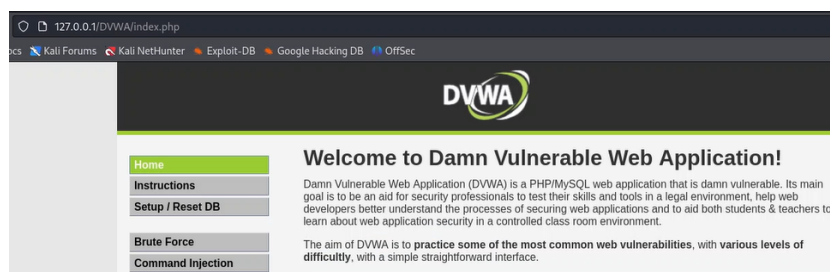 127.0.0.1/DVWA/index.php
ocs Kali Forums Kali NetHunter Exploit-DB Google Hacking DB OffSec
DVWA
Home
Instructions
Setup / Reset DB
Brute Force
Command Injection
Welcome to Damn Vulnerable Web Application!
Damn Vulnerable Web Application (DVWA) is a PHP/MySQL web application that is damn vulnerable. Its main
goal is to be an aid for security professionals to test their skills and tools in a legal environment, help web
developers better understand the processes of securing web applications and to aid both students & teachers to
learn about web application security in a controlled class room environment.
The aim of DVWA is to practice some of the most common web vulnerabilities, with various levels of
difficultly, with a simple straightforward interface.